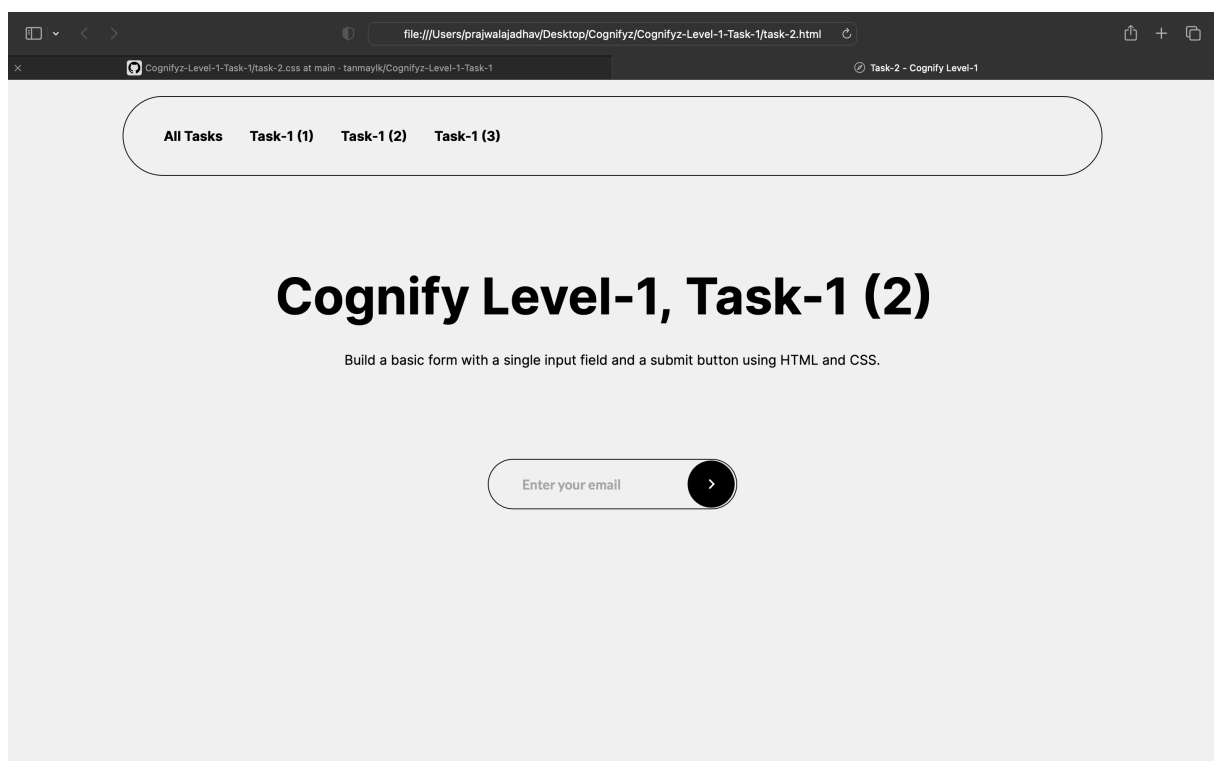 file:///Users/prajwalajadhav/Desktop/Cognifyz/Cognifyz-Level-1-Task-1/task-2.html
Cognifyz-Level-1-Task-1/task-2.css at main · tanmaylk/Cognifyz-Level-1-Task-1
Task-2 - Cognify Level-1
All Tasks Task-1 (1) Task-1 (2) Task-1 (3)
Cognify Level-1, Task-1 (2)
Build a basic form with a single input field and a submit button using HTML and CSS.
Enter your email